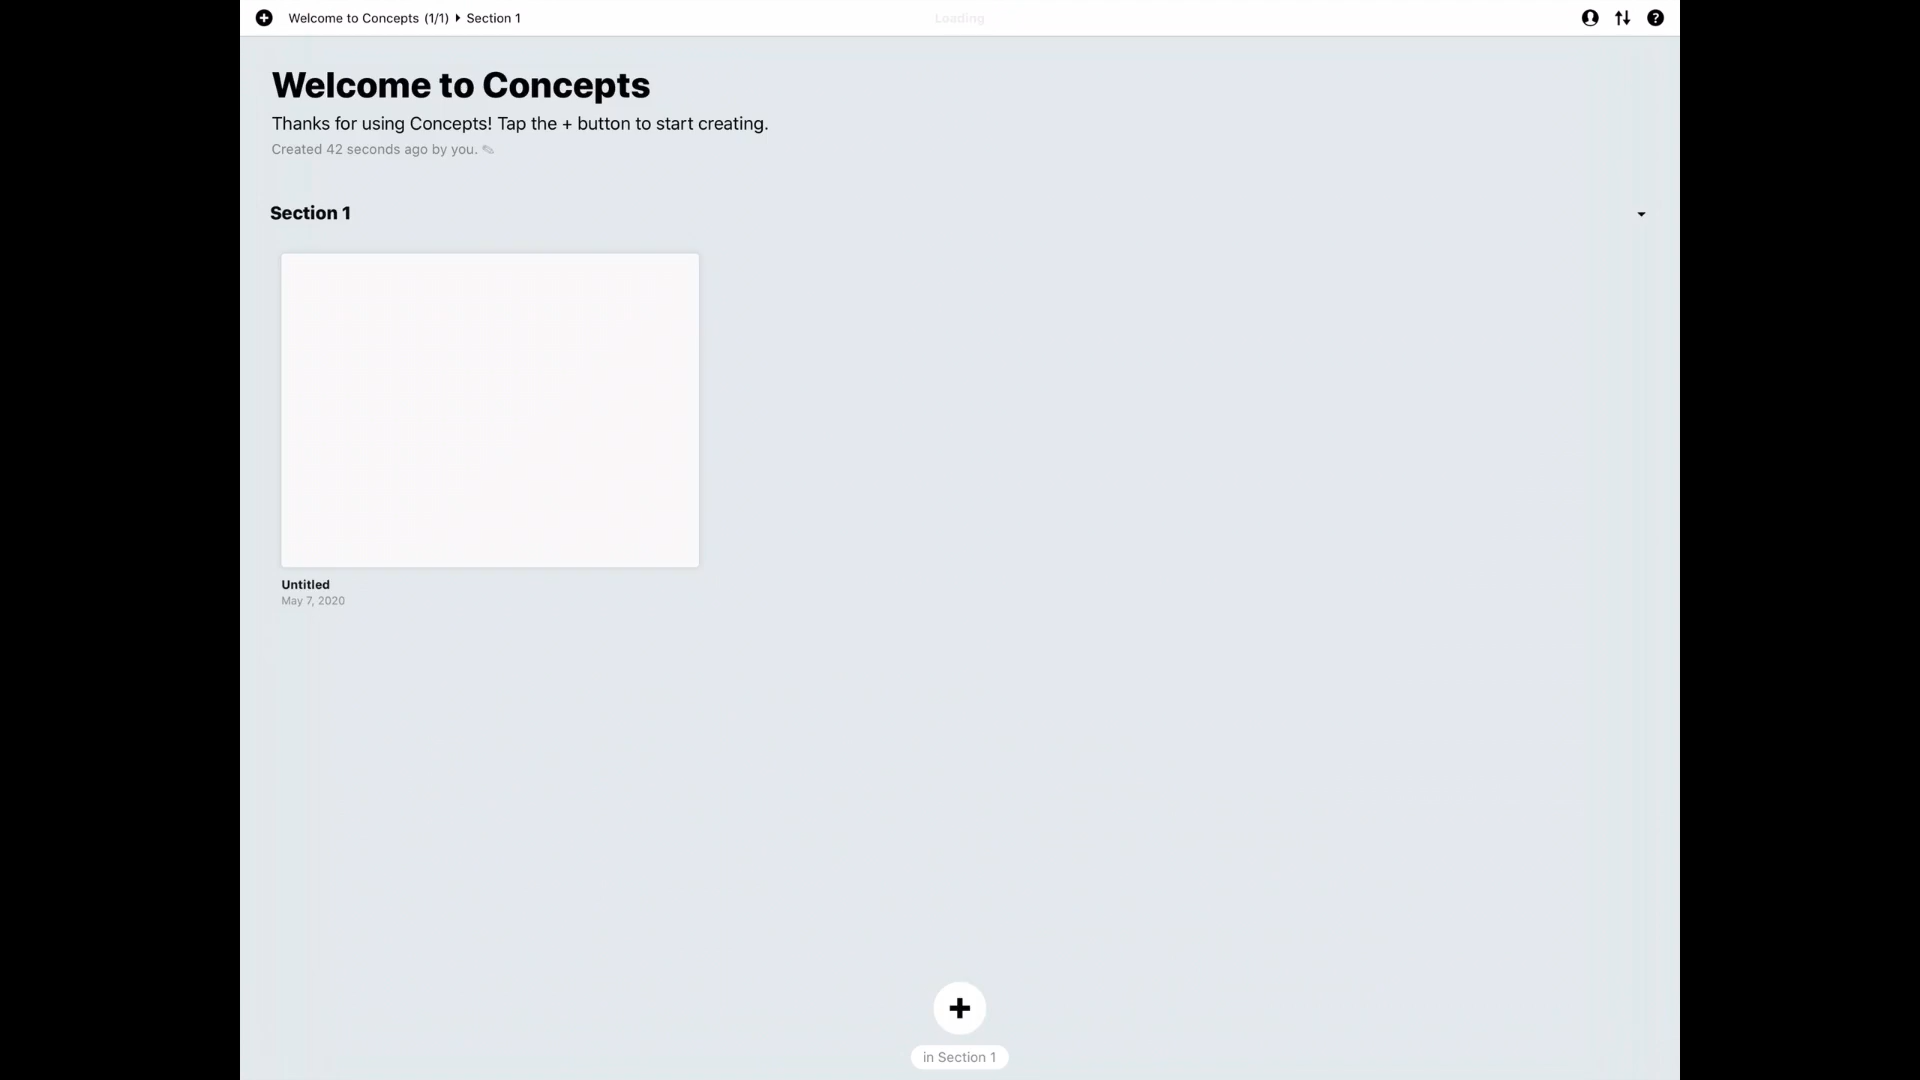 Welcome to Concepts (1/1) Section 1
Loading
Welcome to Concepts
Thanks for using Concepts! Tap the + button to start creating.
Created 42 seconds ago by you.
Section 1
Untitled
May 7, 2020
in Section 1